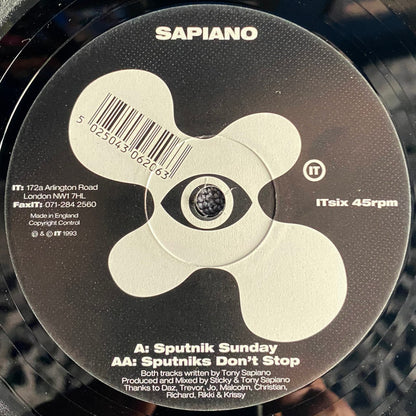 SAPIANO
5 025043 062063
IT: 172a Arlington Road
London NW1 7HL
FaxIT: 071-284 2560
Made in England
Copyright Control
℗ & © IT 1993
IT
ITsix 45rpm
A: Sputnik Sunday
AA: Sputniks Don't Stop
Both tracks written by Tony Sapiano
Produced and Mixed by Sticky & Tony Sapiano
Thanks to Daz, Trevor, Jo, Malcolm, Christian,
Richard, Rikki & Krissy